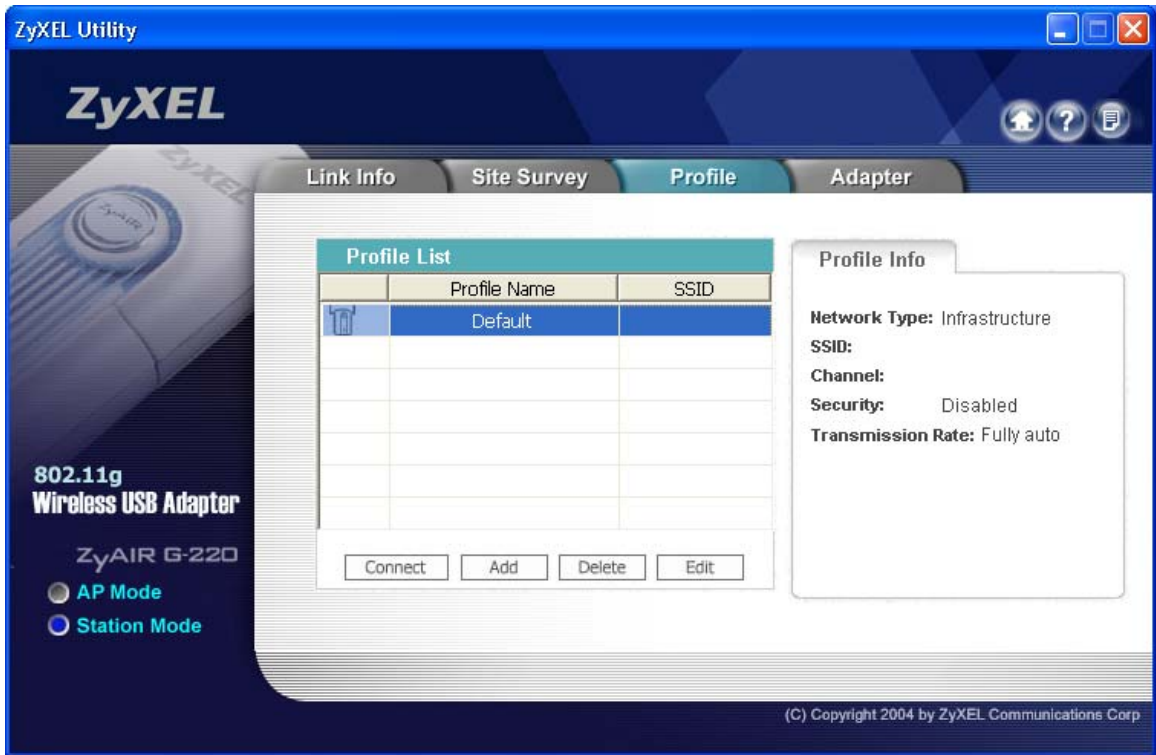 ZyXEL Utility
ZyXEL
Link Info
Site Survey
Profile
Adapter
ZyXEL
ZyAIR
Profile List
Profile Name SSID
Default
Connect Add Delete Edit
Profile Info
Network Type: Infrastructure
SSID:
Channel:
Security: Disabled
Transmission Rate: Fully auto
802.11g
Wireless USB Adapter
ZyAIR G-220
AP Mode
Station Mode
(C) Copyright 2004 by ZyXEL Communications Corp